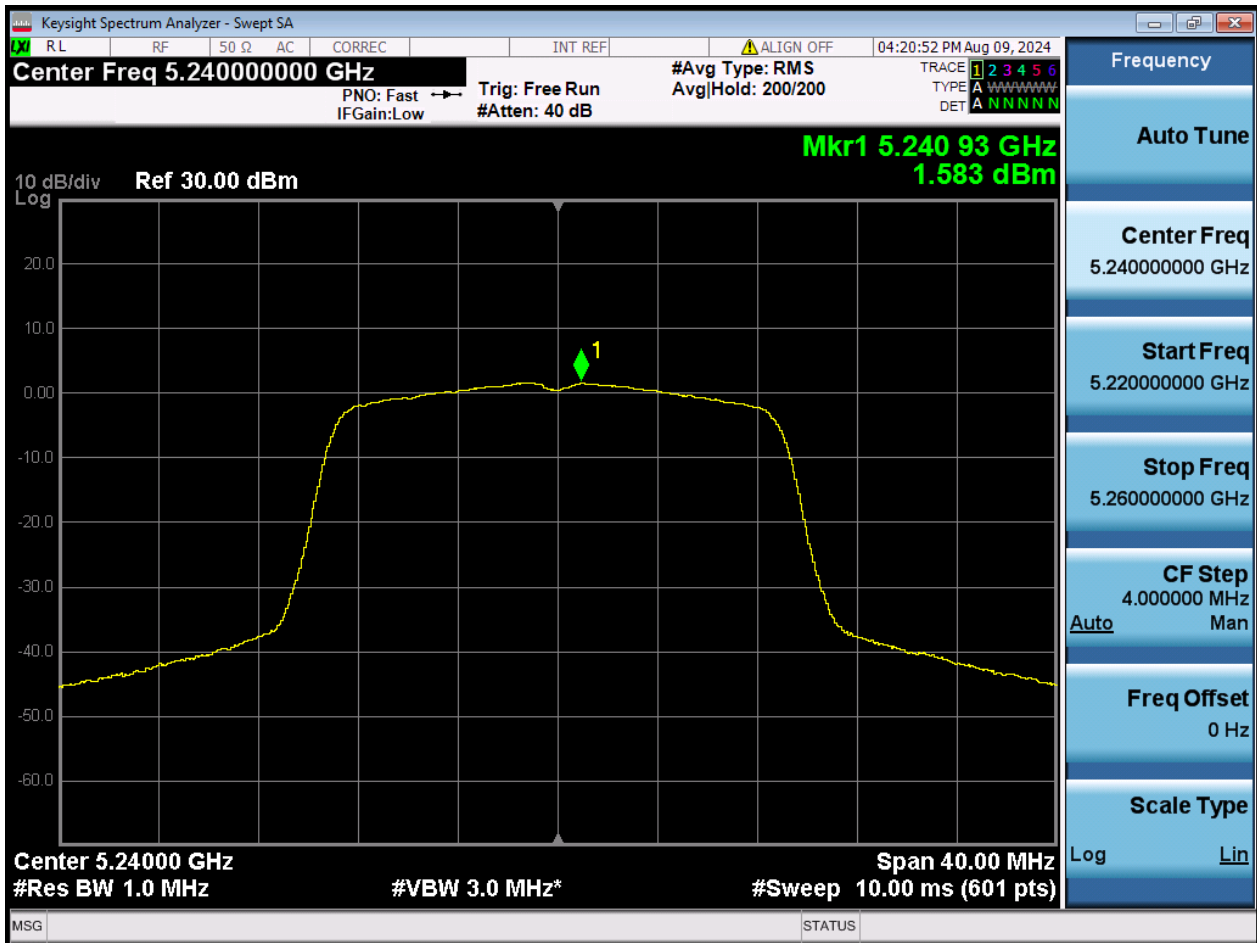 Keysight Spectrum Analyzer - Swept SA
LXI RL RF 50 Ω AC CORREC INT REF ALIGN OFF 04:20:52 PM Aug 09, 2024
Center Freq 5.240000000 GHz
PNO: Fast
IFGain:Low
Trig: Free Run
#Atten: 40 dB
#Avg Type: RMS
Avg|Hold: 200/200
TRACE 1 2 3 4 5 6
TYPE A WWWWW
DET A N N N N N
Mkr1 5.240 93 GHz
1.583 dBm
10 dB/div Ref 30.00 dBm
Log
20.0
10.0
1
0.00
-10.0
-20.0
-30.0
-40.0
-50.0
-60.0
Center 5.24000 GHz Span 40.00 MHz
#Res BW 1.0 MHz #VBW 3.0 MHz* #Sweep 10.00 ms (601 pts)
MSG STATUS
Frequency
Auto Tune
Center Freq
5.240000000 GHz
Start Freq
5.220000000 GHz
Stop Freq
5.260000000 GHz
CF Step
4.000000 MHz
Auto Man
Freq Offset
0 Hz
Scale Type
Log Lin